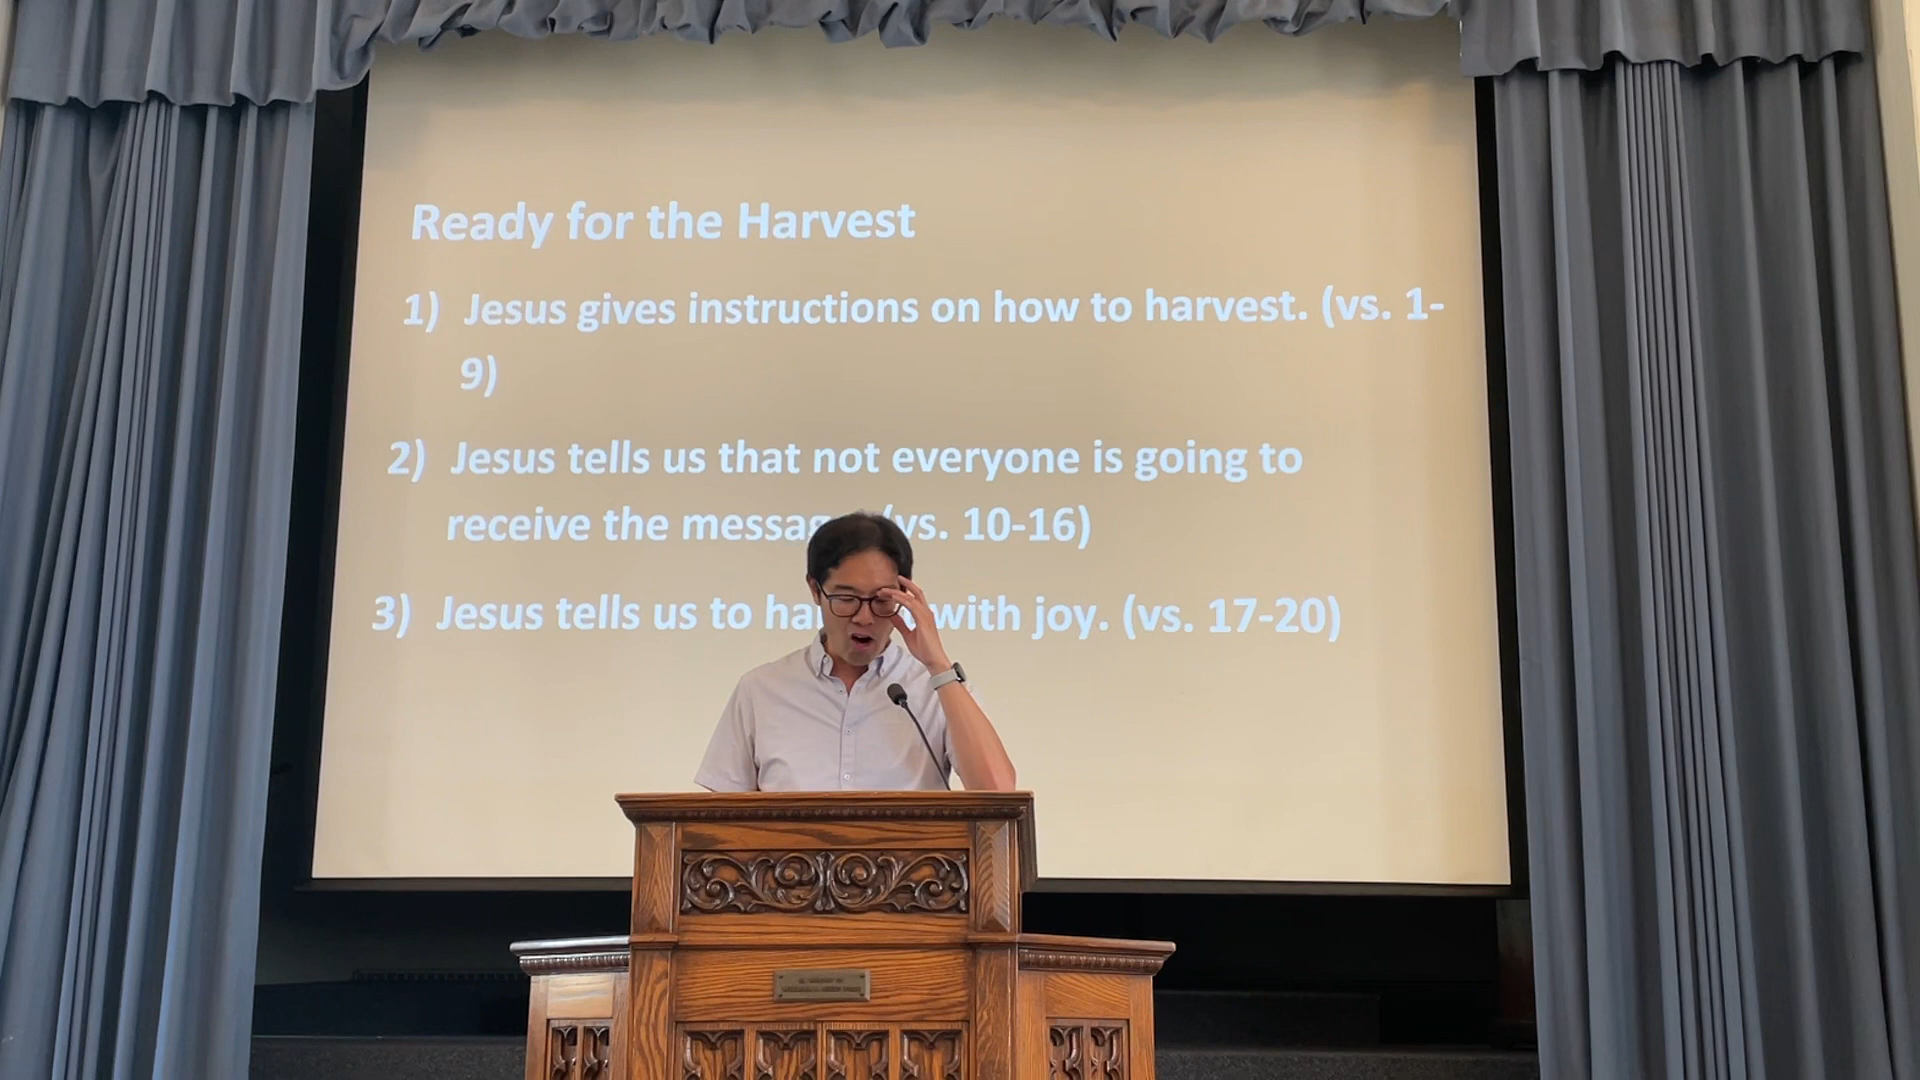 Ready for the Harvest
1) Jesus gives instructions on how to harvest. (vs. 1-
9)
2) Jesus tells us that not everyone is going to
receive the (vs. 10-16)
3) Jesus tells us to with joy. (vs. 17-20)